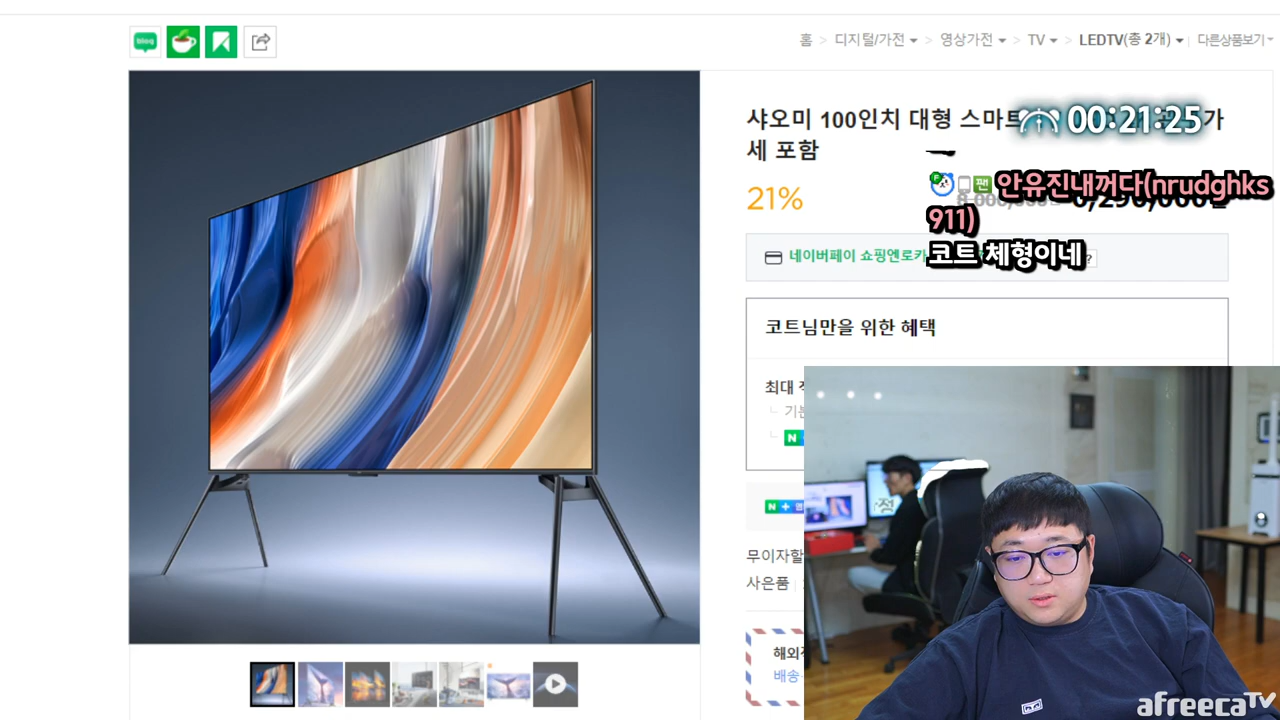 blog
홈 > 디지털/가전 > 영상가전 > TV > LEDTV(총 2개) 다른상품보기
샤오미 100인치 대형 스마트
00:21:25
가
세 포함
안유진내꺼다(nrudghks
911)
21%
코트 체형이네
네이버페이 쇼핑엔로카
?
코트님만을 위한 혜택
최대
N
N +
무이자할
사은품
배송
afreecaTV